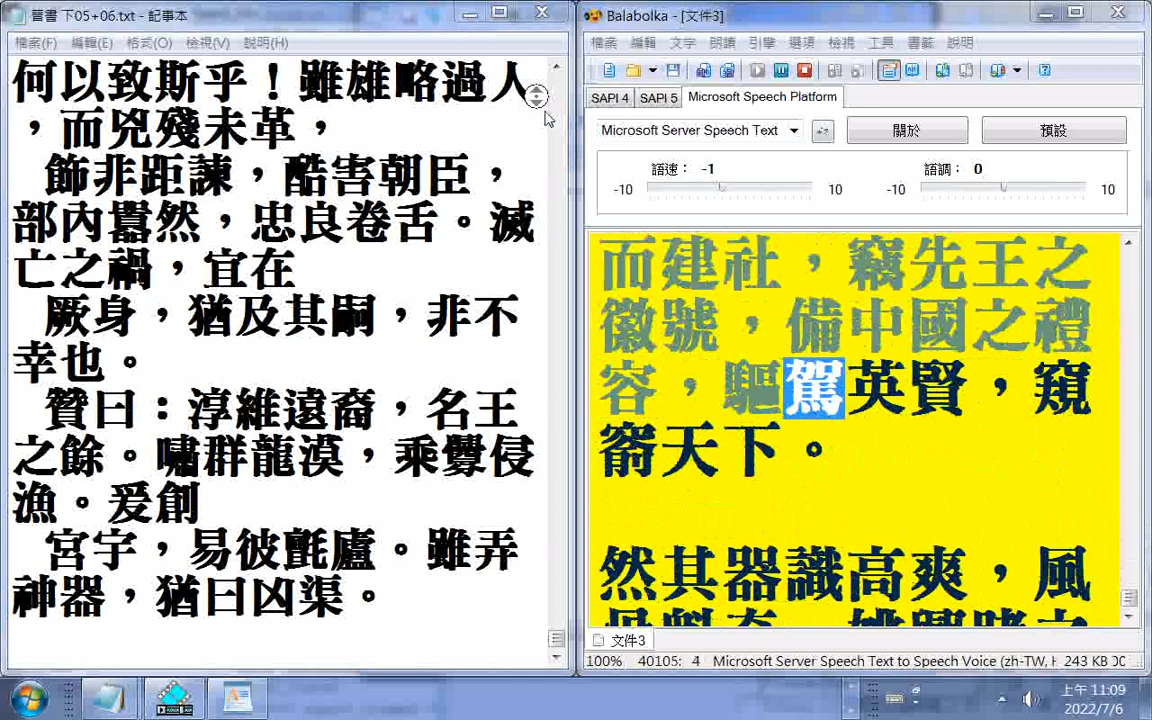 晉書 下05+06.txt - 記事本
檔案(F) 編輯(E) 格式(O) 檢視(V) 說明(H)
何以致斯乎！雖雄略過人
，而兇殘未革，
飾非距諫，酷害朝臣，
部內囂然，忠良卷舌。滅
亡之禍，宜在
厥身，猶及其嗣，非不
幸也。
贊曰：淳維遠裔，名王
之餘。嘯群龍漠，乘釁侵
漁。爰創
宮宇，易彼氈廬。雖弄
神器，猶曰凶渠。
Balabolka - [文件3]
檔案 編輯 文字 朗讀 引擎 選項 檢視 工具 書籤 說明
SAPI 4 SAPI 5 Microsoft Speech Platform
Microsoft Server Speech Text 關於 預設
語速： -1 語調： 0
-10 10 -10 10
而建社，竊先王之
徽號，備中國之禮
容，驅駕英賢，窺
窬天下。
然其器識高爽，風
骨魁奇，姚興睹之
文件3
100% 40105: 4 Microsoft Server Speech Text to Speech Voice (zh-TW, H 243 KB
上午 11:09
2022/7/6